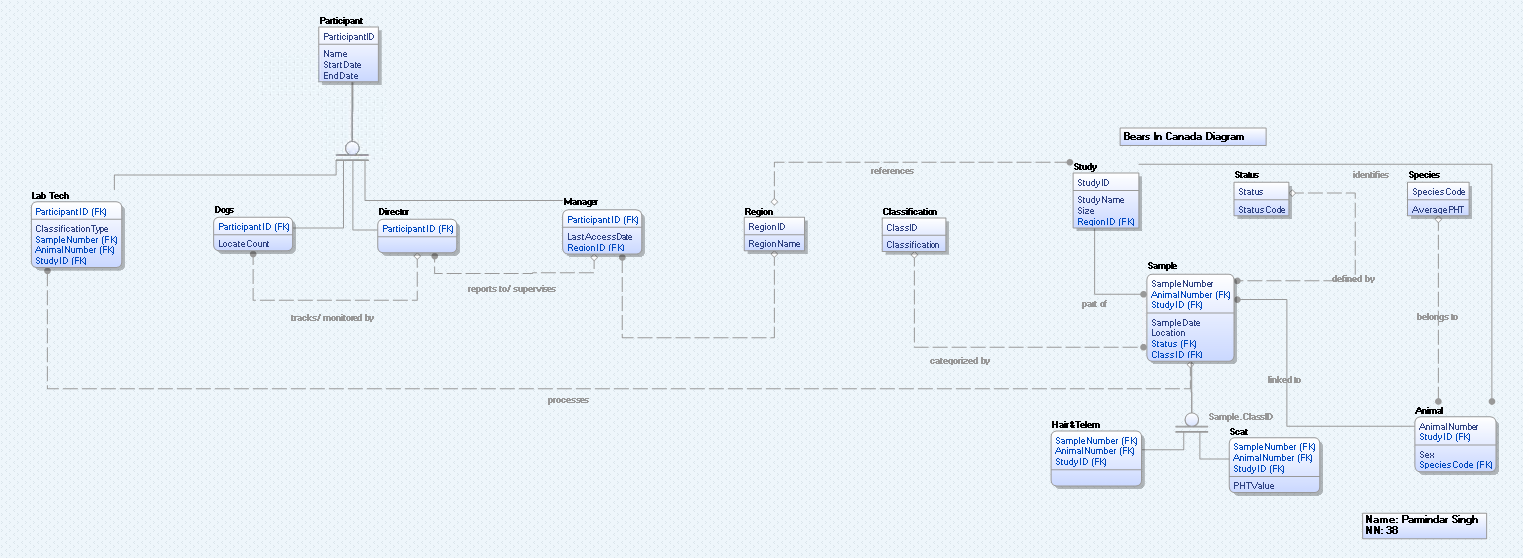 Participant
ParticipantID
Name
StartDate
EndDate
Bears In Canada Diagram
references
Study
StudyID
StudyName
Size
RegionID (FK)
identifies
Status
Status
StatusCode
Species
SpeciesCode
AveragePHT
Lab Tech
ParticipantID (FK)
ClassificationType
SampleNumber (FK)
AnimalNumber (FK)
StudyID (FK)
Dogs
ParticipantID (FK)
LocateCount
Director
ParticipantID (FK)
Manager
ParticipantID (FK)
LastAccessDate
RegionID (FK)
Region
RegionID
RegionName
Classification
ClassID
Classification
reports to/ supervises
tracks/ monitored by
Sample
SampleNumber
AnimalNumber (FK)
StudyID (FK)
SampleDate
Location
Status (FK)
ClassID (FK)
defined by
part of
belongs to
categorized by
linked to
processes
Sample.ClassID
Hair&Telem
SampleNumber (FK)
AnimalNumber (FK)
StudyID (FK)
Scat
SampleNumber (FK)
AnimalNumber (FK)
StudyID (FK)
PHTValue
Animal
AnimalNumber
StudyID (FK)
Sex
SpeciesCode (FK)
Name: Parmindar Singh
NN: 38